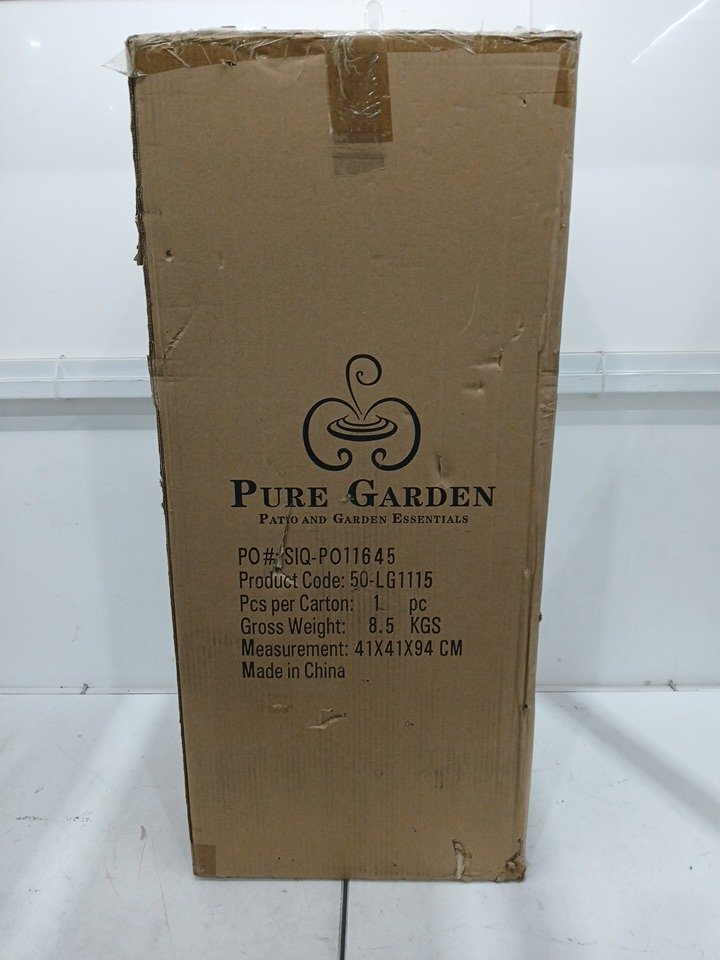 PURE GARDEN
PATIO AND GARDEN ESSENTIALS
PO#: SIQ-PO11645
Product Code: 50-LG1115
Pcs per Carton: 1 pc
Gross Weight: 8.5 KGS
Measurement: 41X41X94 CM
Made in China